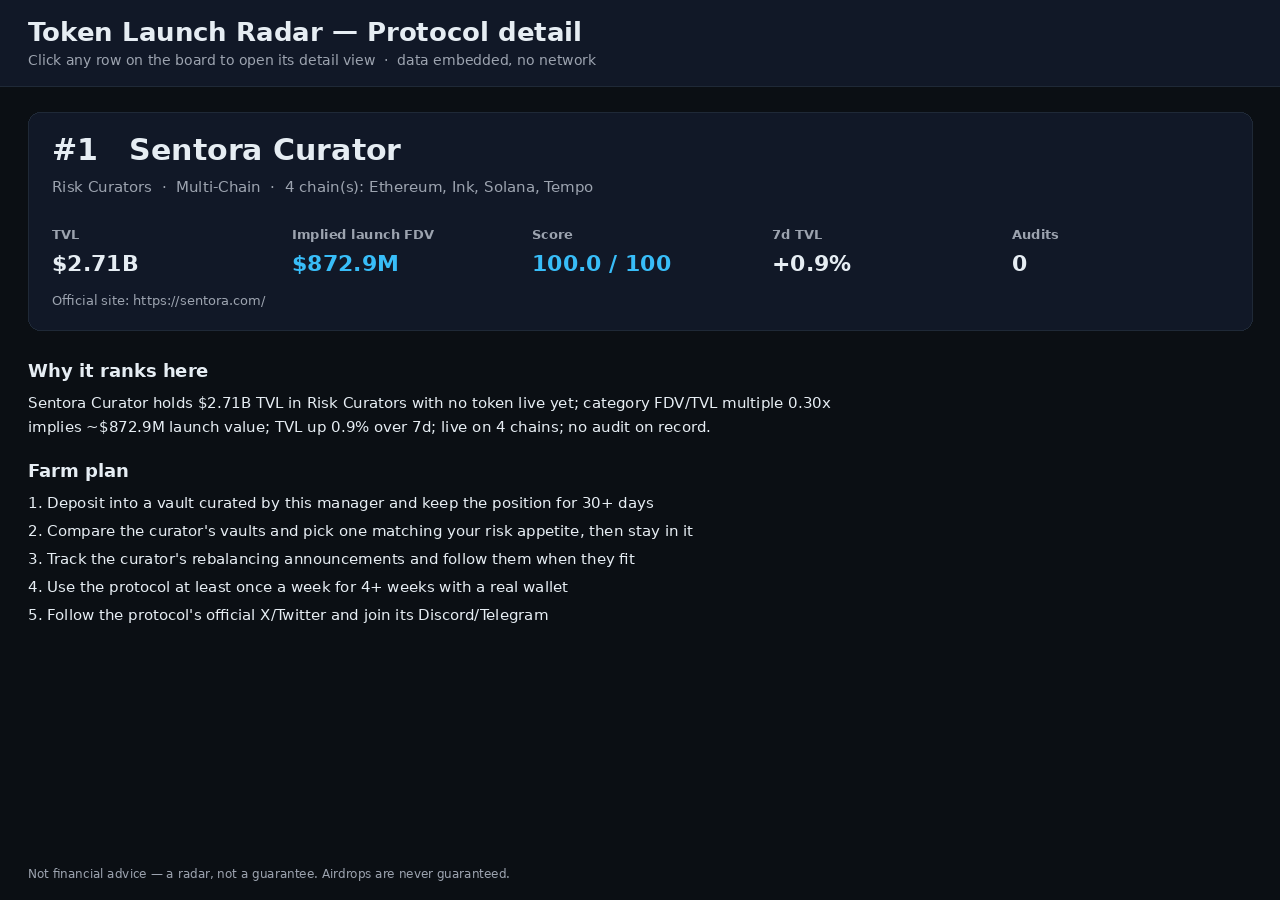 Token Launch Radar — Protocol detail
Click any row on the board to open its detail view · data embedded, no network
#1 Sentora Curator
Risk Curators · Multi-Chain · 4 chain(s): Ethereum, Ink, Solana, Tempo
TVL Implied launch FDV Score 7d TVL Audits
$2.71B $872.9M 100.0 / 100 +0.9% 0
Official site: https://sentora.com/
Why it ranks here
Sentora Curator holds $2.71B TVL in Risk Curators with no token live yet; category FDV/TVL multiple 0.30x
implies ~$872.9M launch value; TVL up 0.9% over 7d; live on 4 chains; no audit on record.
Farm plan
1. Deposit into a vault curated by this manager and keep the position for 30+ days
2. Compare the curator's vaults and pick one matching your risk appetite, then stay in it
3. Track the curator's rebalancing announcements and follow them when they fit
4. Use the protocol at least once a week for 4+ weeks with a real wallet
5. Follow the protocol's official X/Twitter and join its Discord/Telegram
Not financial advice — a radar, not a guarantee. Airdrops are never guaranteed.